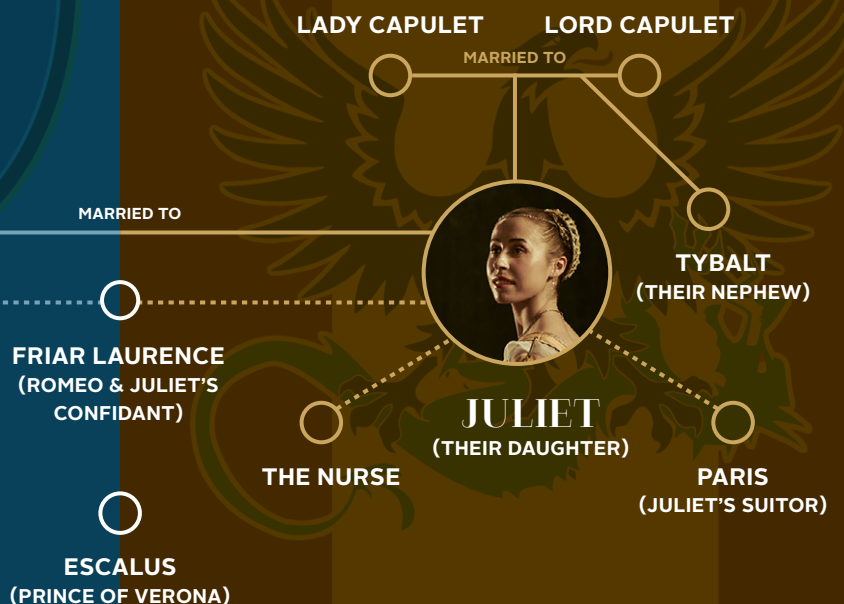 LADY CAPULET
LORD CAPULET
MARRIED TO
MARRIED TO
TYBALT
(THEIR NEPHEW)
FRIAR LAURENCE
(ROMEO & JULIET'S
CONFIDANT)
JULIET
(THEIR DAUGHTER)
THE NURSE
PARIS
(JULIET'S SUITOR)
ESCALUS
(PRINCE OF VERONA)